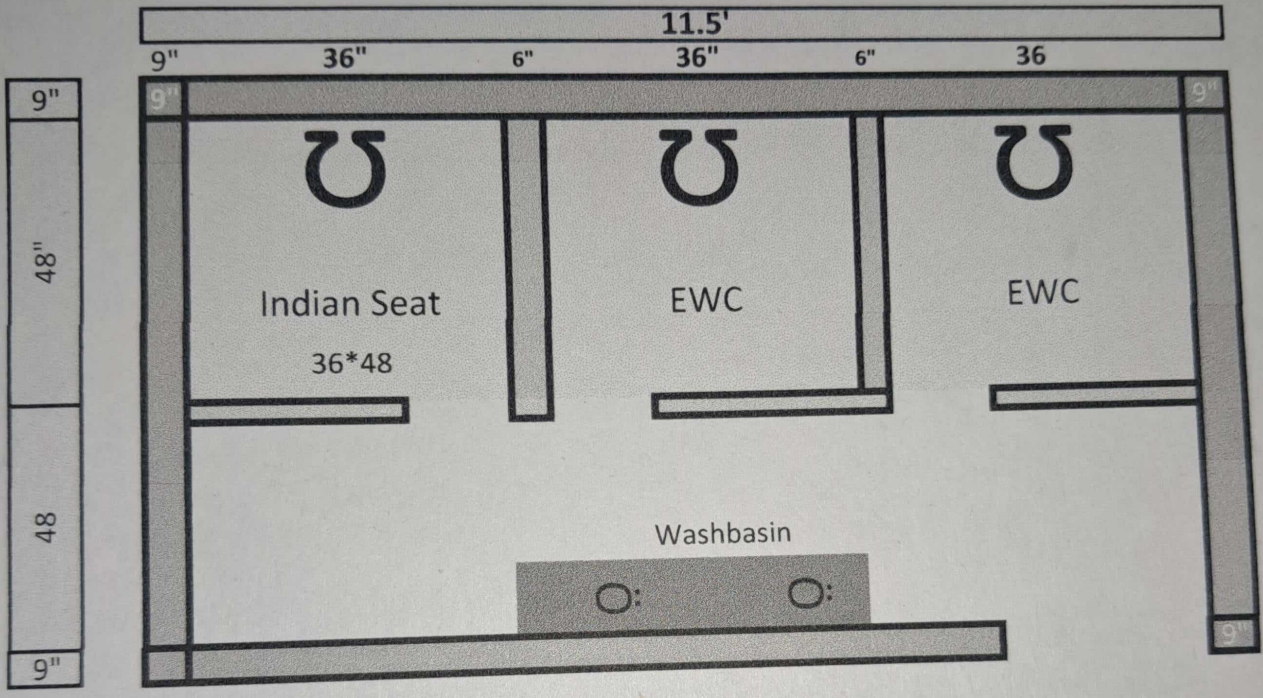 11.5'
9" 36" 6" 36" 6" 36
9" 9" 9"
48"
Indian Seat EWC EWC
36*48
48
Washbasin
O: O:
9"
9"